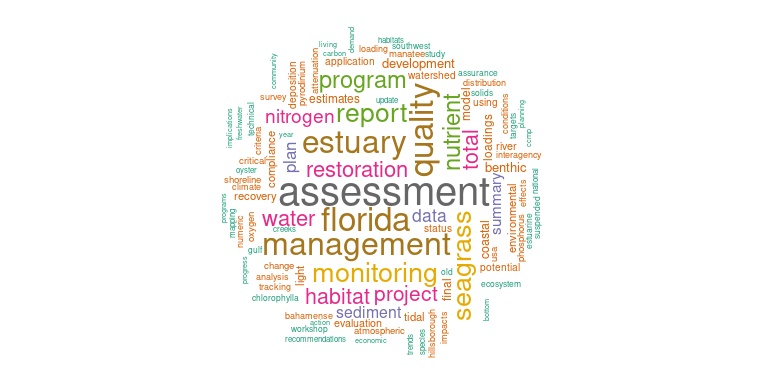 living
habitats
southwest
carbon
demand
loading
manatee
study
application
development
community
deposition
pyrodinium
attenuation
program
watershed
assurance
distribution
survey
estimates
update
quality
nutrient
model
using
solids
conditions
targets
planning
implications
freshwater
technical
nitrogen
report
total
loadings
river
ccmp
criteria
year
estuary
interagency
critical
compliance
plan
restoration
benthic
oyster
shoreline
climate
recovery
assessment
summary
environmental
effects
national
programs
mapping
numeric
oxygen
water
creeks
florida
data
status
seagrass
coastal
usa
phosphorus
estuarine
suspended
gulf
management
progress
change
analysis
tracking
light
monitoring
old
final
potential
ecosystem
chlorophylla
habitat
project
bottom
bahamense
action
sediment
tidal
workshop
evaluation
atmospheric
hillsborough
impacts
recommendations
economic
trends
species